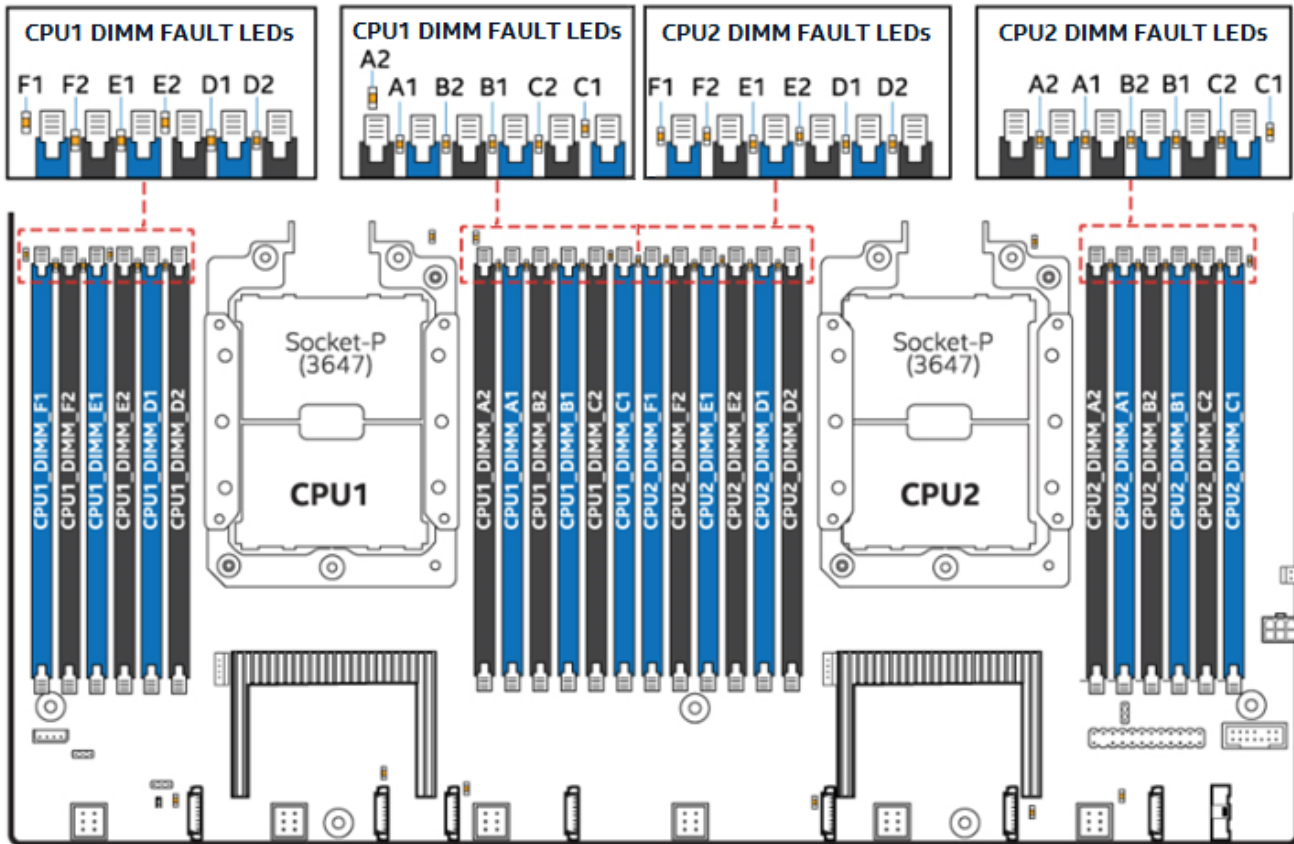 CPU1 DIMM FAULT LEDs
F1 F2 E1 E2 D1 D2
CPU1 DIMM FAULT LEDs
A2
A1 B2 B1 C2 C1
CPU2 DIMM FAULT LEDs
F1 F2 E1 E2 D1 D2
CPU2 DIMM FAULT LEDs
A2 A1 B2 B1 C2 C1
CPU1_DIMM_F1
CPU1_DIMM_F2
CPU1_DIMM_E1
CPU1_DIMM_E2
CPU1_DIMM_D1
CPU1_DIMM_D2
Socket-P
(3647)
CPU1
CPU1_DIMM_A2
CPU1_DIMM_A1
CPU1_DIMM_B2
CPU1_DIMM_B1
CPU1_DIMM_C2
CPU1_DIMM_C1
CPU2_DIMM_F1
CPU2_DIMM_F2
CPU2_DIMM_E1
CPU2_DIMM_E2
CPU2_DIMM_D1
CPU2_DIMM_D2
Socket-P
(3647)
CPU2
CPU2_DIMM_A2
CPU2_DIMM_A1
CPU2_DIMM_B2
CPU2_DIMM_B1
CPU2_DIMM_C2
CPU2_DIMM_C1